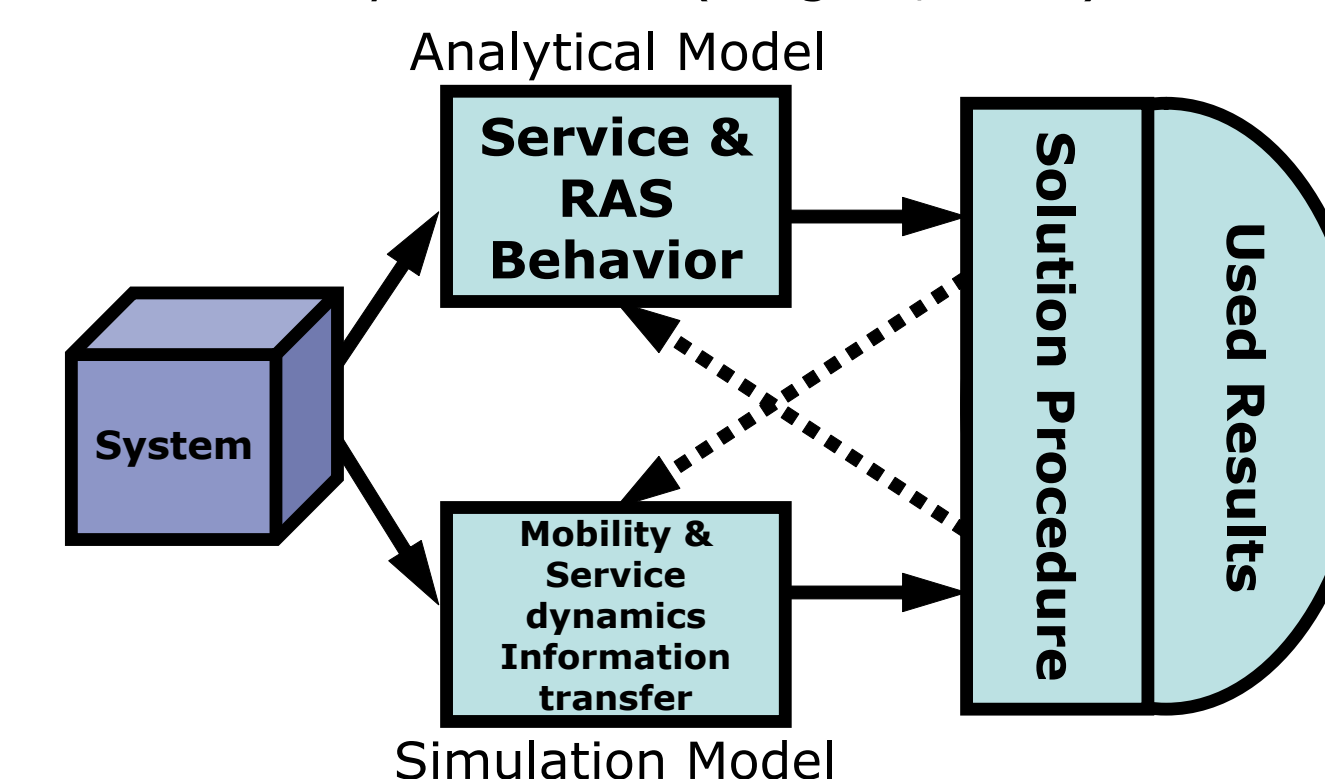 Analytical Model
Service &
RAS
Behavior
System
Mobility &
Service
dynamics
Information
transfer
Simulation Model
Solution Procedure
Used Results